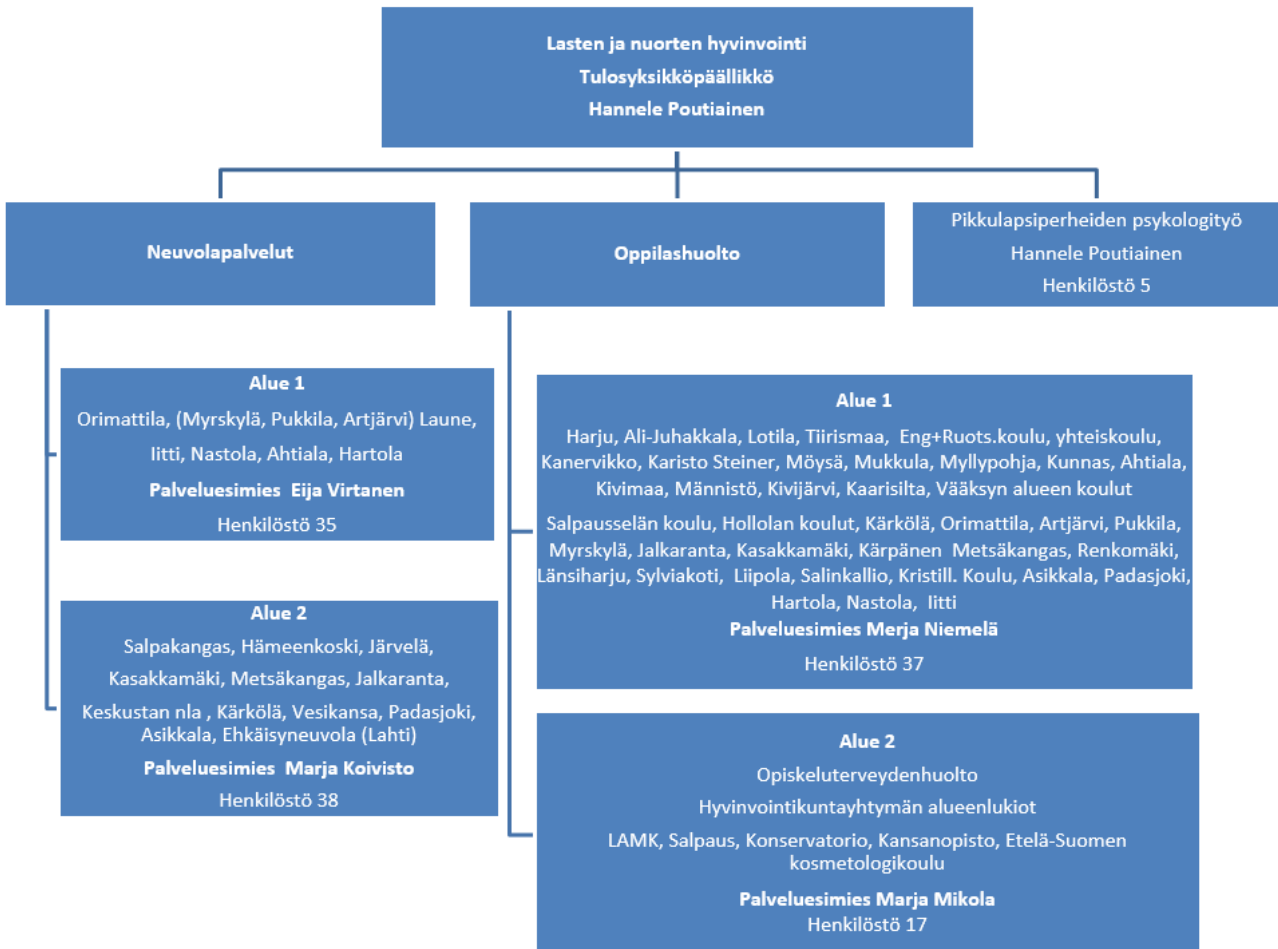 Lasten ja nuorten hyvinvointi
Tulosyksikköpäällikkö
Hannele Poutiainen
Neuvolapalvelut
Oppilashuolto
Pikkulapsiperheiden psykologityö
Hannele Poutiainen
Henkilöstö 5
Alue 1
Orimattila, (Myrskylä, Pukkila, Artjärvi) Laune,
Iitti, Nastola, Ahtiala, Hartola
Palveluesimies Eija Virtanen
Henkilöstö 35
Alue 2
Salpakangas, Hämeenkoski, Järvelä,
Kasakkamäki, Metsäkangas, Jalkaranta,
Keskustan nla , Kärkölä, Vesikansa, Padasjoki,
Asikkala, Ehkäisyneuvola (Lahti)
Palveluesimies Marja Koivisto
Henkilöstö 38
Alue 1
Harju, Ali-Juhakkala, Lotila, Tiirismaa, Eng+Ruots.koulu, yhteiskoulu,
Kanervikko, Karisto Steiner, Möysä, Mukkula, Myllypohja, Kunnas, Ahtiala,
Kivimaa, Männistö, Kivijärvi, Kaarisilta, Vääksyn alueen koulut
Salpausselän koulu, Hollolan koulut, Kärkölä, Orimattila, Artjärvi, Pukkila,
Myrskylä, Jalkaranta, Kasakkamäki, Kärpänen Metsäkangas, Renkomäki,
Länsiharju, Sylviakoti, Liipola, Salinkallio, Kristill. Koulu, Asikkala, Padasjoki,
Hartola, Nastola, Iitti
Palveluesimies Merja Niemelä
Henkilöstö 37
Alue 2
Opiskeluterveydenhuolto
Hyvinvointikuntayhtymän alueenlukiot
LAMK, Salpaus, Konservatorio, Kansanopisto, Etelä-Suomen
kosmetologikoulu
Palveluesimies Marja Mikola
Henkilöstö 17